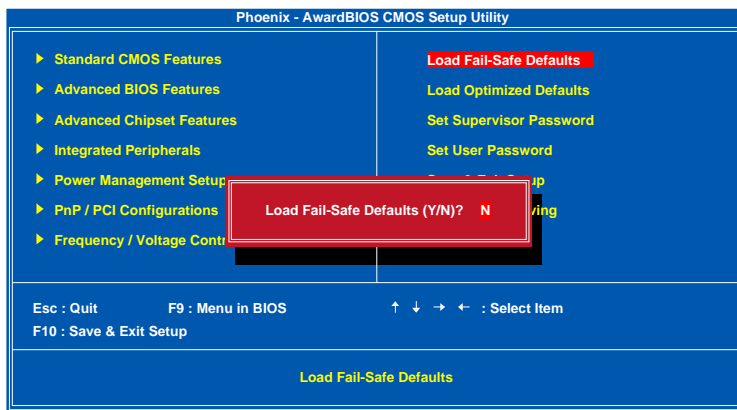 Phoenix - AwardBIOS CMOS Setup Utility
Standard CMOS Features
Advanced BIOS Features
Advanced Chipset Features
Integrated Peripherals
Power Management Setup
PnP / PCI Configurations
Frequency / Voltage
Load Fail-Safe Defaults
Load Optimized Defaults
Set Supervisor Password
Set User Password
Load Fail-Safe Defaults (Y/N)? N
Esc : Quit F9 : Menu in BIOS ↑ ↓ → ← : Select Item
F10 : Save & Exit Setup
Load Fail-Safe Defaults